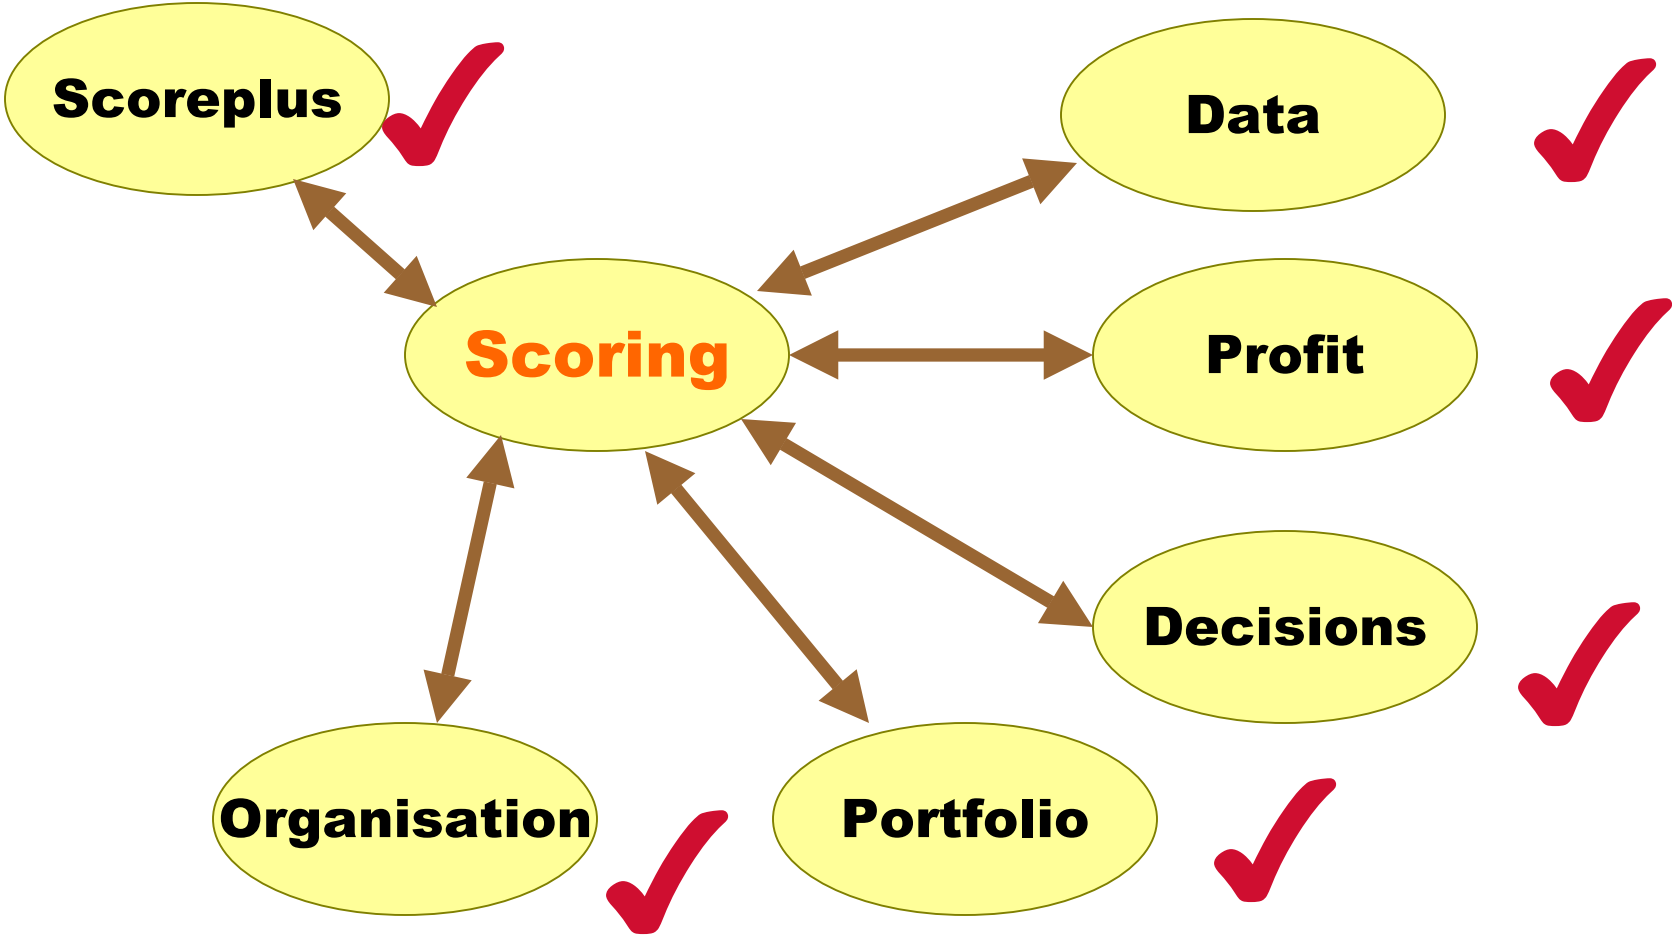 Scoreplus
Data
Scoring
Profit
Decisions
Organisation
Portfolio